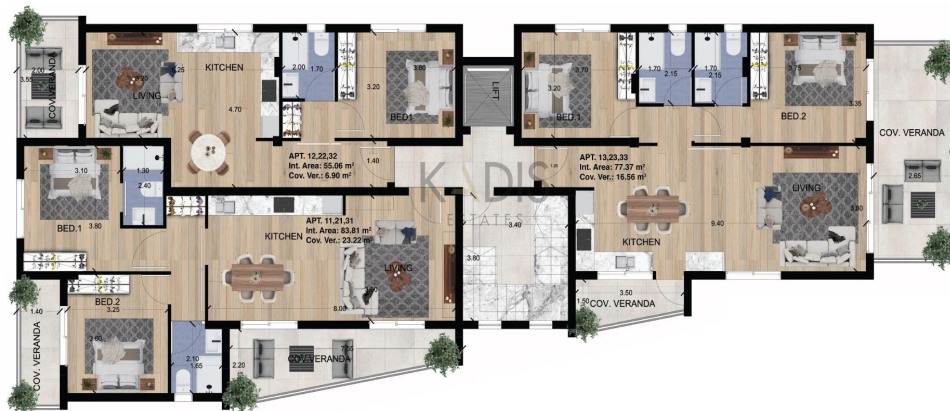 KITCHEN
LIVING
COV. VERANDA
3.55
6.25
4.70
2.00
1.70
3.20
3.80
BED1
LIFT
APT. 12,22,32
Int. Area: 55.06 m²
Cov. Ver.: 6.90 m²
1.40
3.70
3.20
BED.1
1.70
2.15
1.70
2.15
3.75
3.35
BED.2
COV. VERANDA
2.65
APT. 13,23,33
Int. Area: 77.37 m²
Cov. Ver.: 16.56 m²
LIVING
9.40
KITCHEN
3.50
1.50
COV. VERANDA
KADIS
ESTATES
3.40
3.80
3.10
1.30
2.40
3.80
BED.1
APT. 11,21,31
Int. Area: 83.81 m²
Cov. Ver.: 23.22 m²
KITCHEN
LIVING
8.00
BED.2
3.25
3.60
1.40
COV. VERANDA
2.10
1.65
2.20
COV.VERANDA